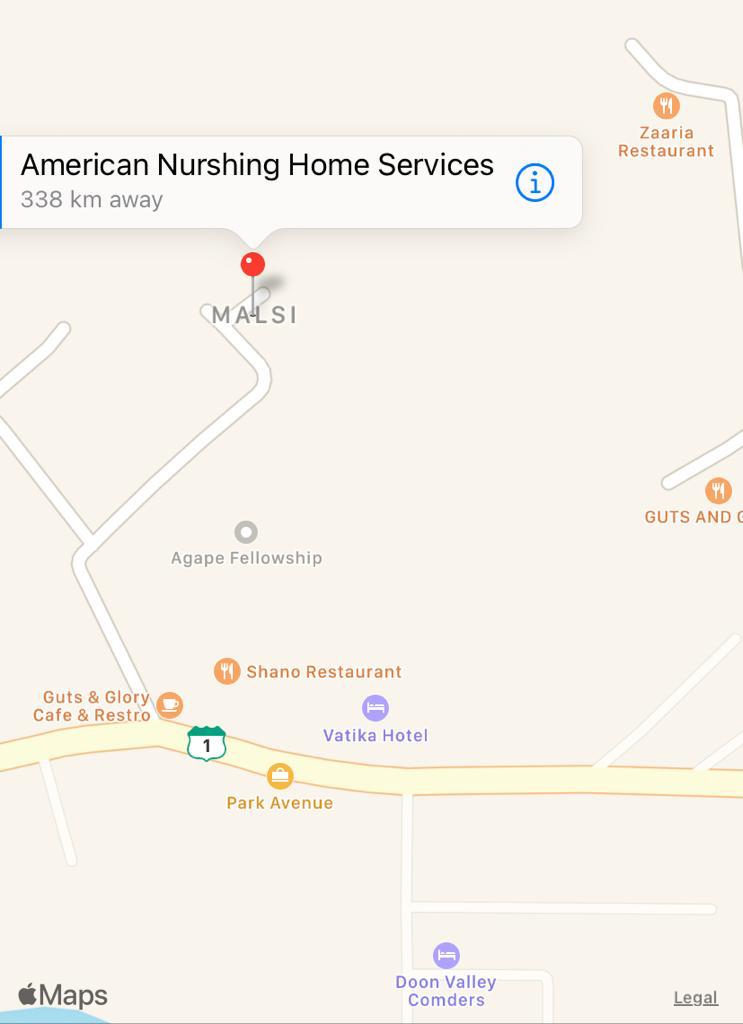 Zaaria
Restaurant
American Nurshing Home Services
338 km away
MALSI
GUTS AND G
Agape Fellowship
Shano Restaurant
Guts & Glory
Cafe & Restro
Vatika Hotel
1
Park Avenue
Doon Valley
Comders
Maps
Legal